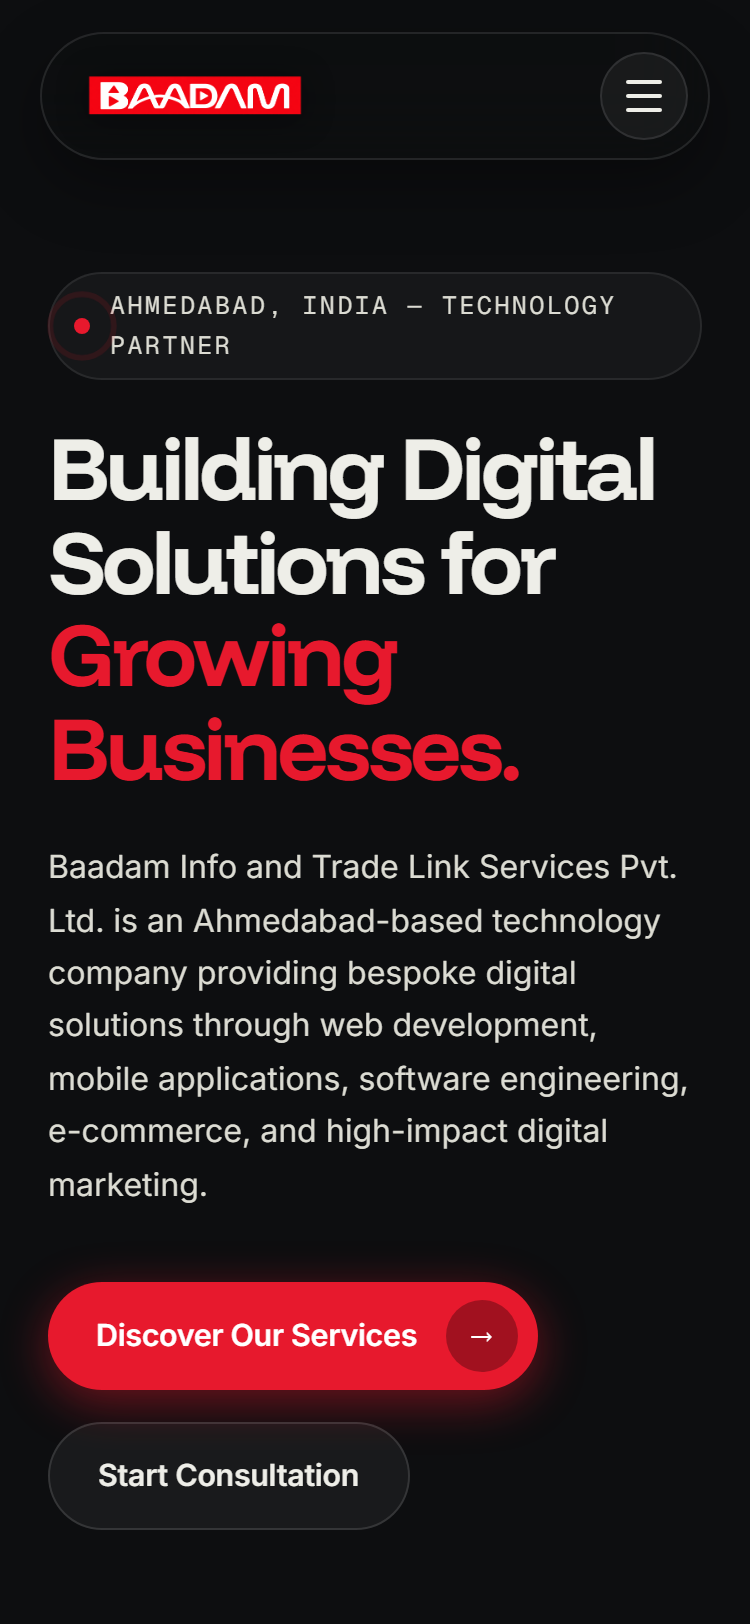 BAADAM
AHMEDABAD, INDIA — TECHNOLOGY
PARTNER
Building Digital
Solutions for
Growing
Businesses.
Baadam Info and Trade Link Services Pvt.
Ltd. is an Ahmedabad-based technology
company providing bespoke digital
solutions through web development,
mobile applications, software engineering,
e-commerce, and high-impact digital
marketing.
Discover Our Services →
Start Consultation